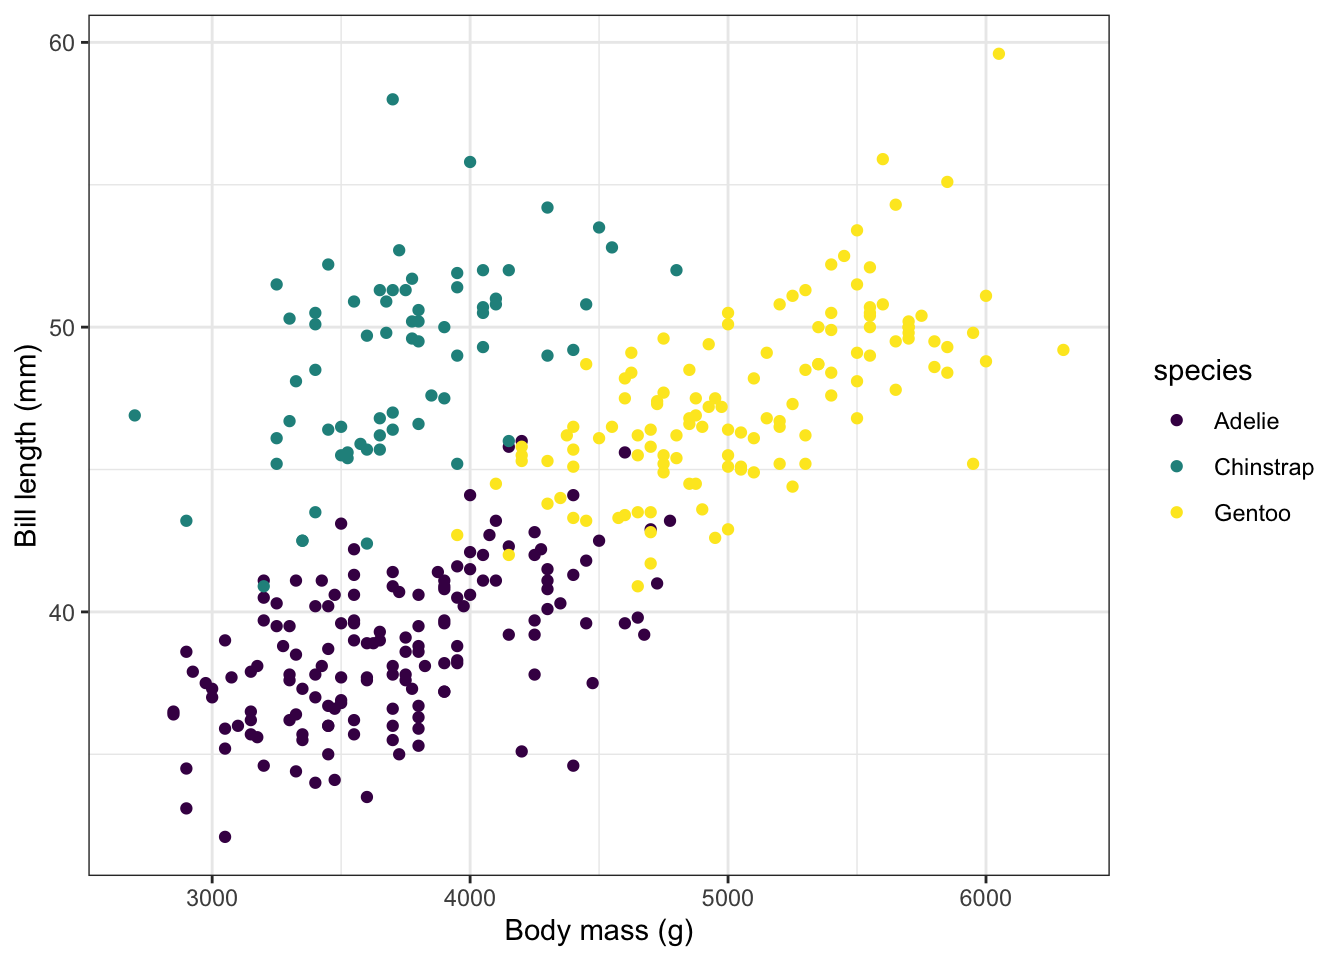 60
50
40
Bill length (mm)
3000 4000 5000 6000
Body mass (g)
species
Adelie
Chinstrap
Gentoo